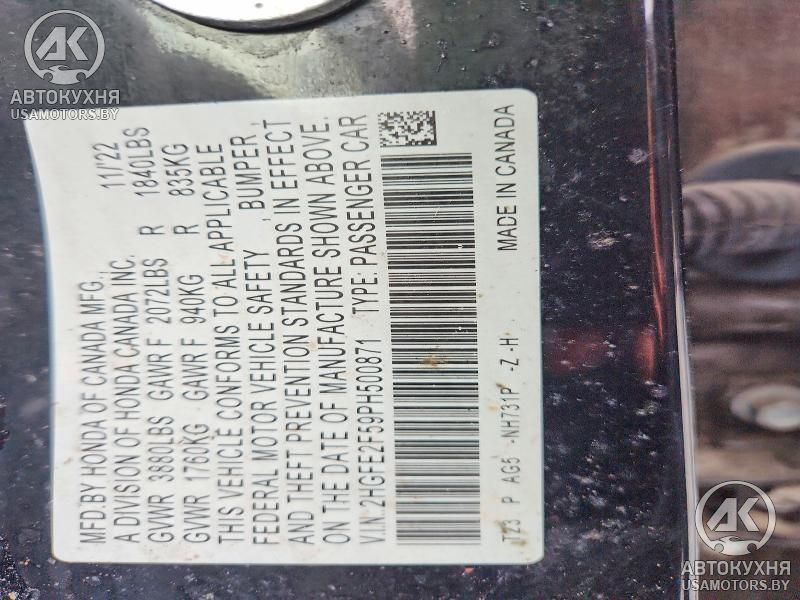 АК
АВТОКУХНЯ
USAMOTORS.BY
MFD.BY HONDA OF CANADA MFG., 11/22
A DIVISION OF HONDA CANADA INC.
GVWR 3880LBS GAWR F 2072LBS R 1840LBS
GVWR 1760KG GAWR F 940KG R 835KG
THIS VEHICLE CONFORMS TO ALL APPLICABLE
FEDERAL MOTOR VEHICLE SAFETY , BUMPER,
AND THEFT PREVENTION STANDARDS IN EFFECT
ON THE DATE OF MANUFACTURE SHOWN ABOVE.
V.I.N. 2HGFE2F59PH500871 TYPE: PASSENGER CAR
TZ3 P AG5 -NH731P -Z -H MADE IN CANADA
АК
АВТОКУХНЯ
USAMOTORS.BY